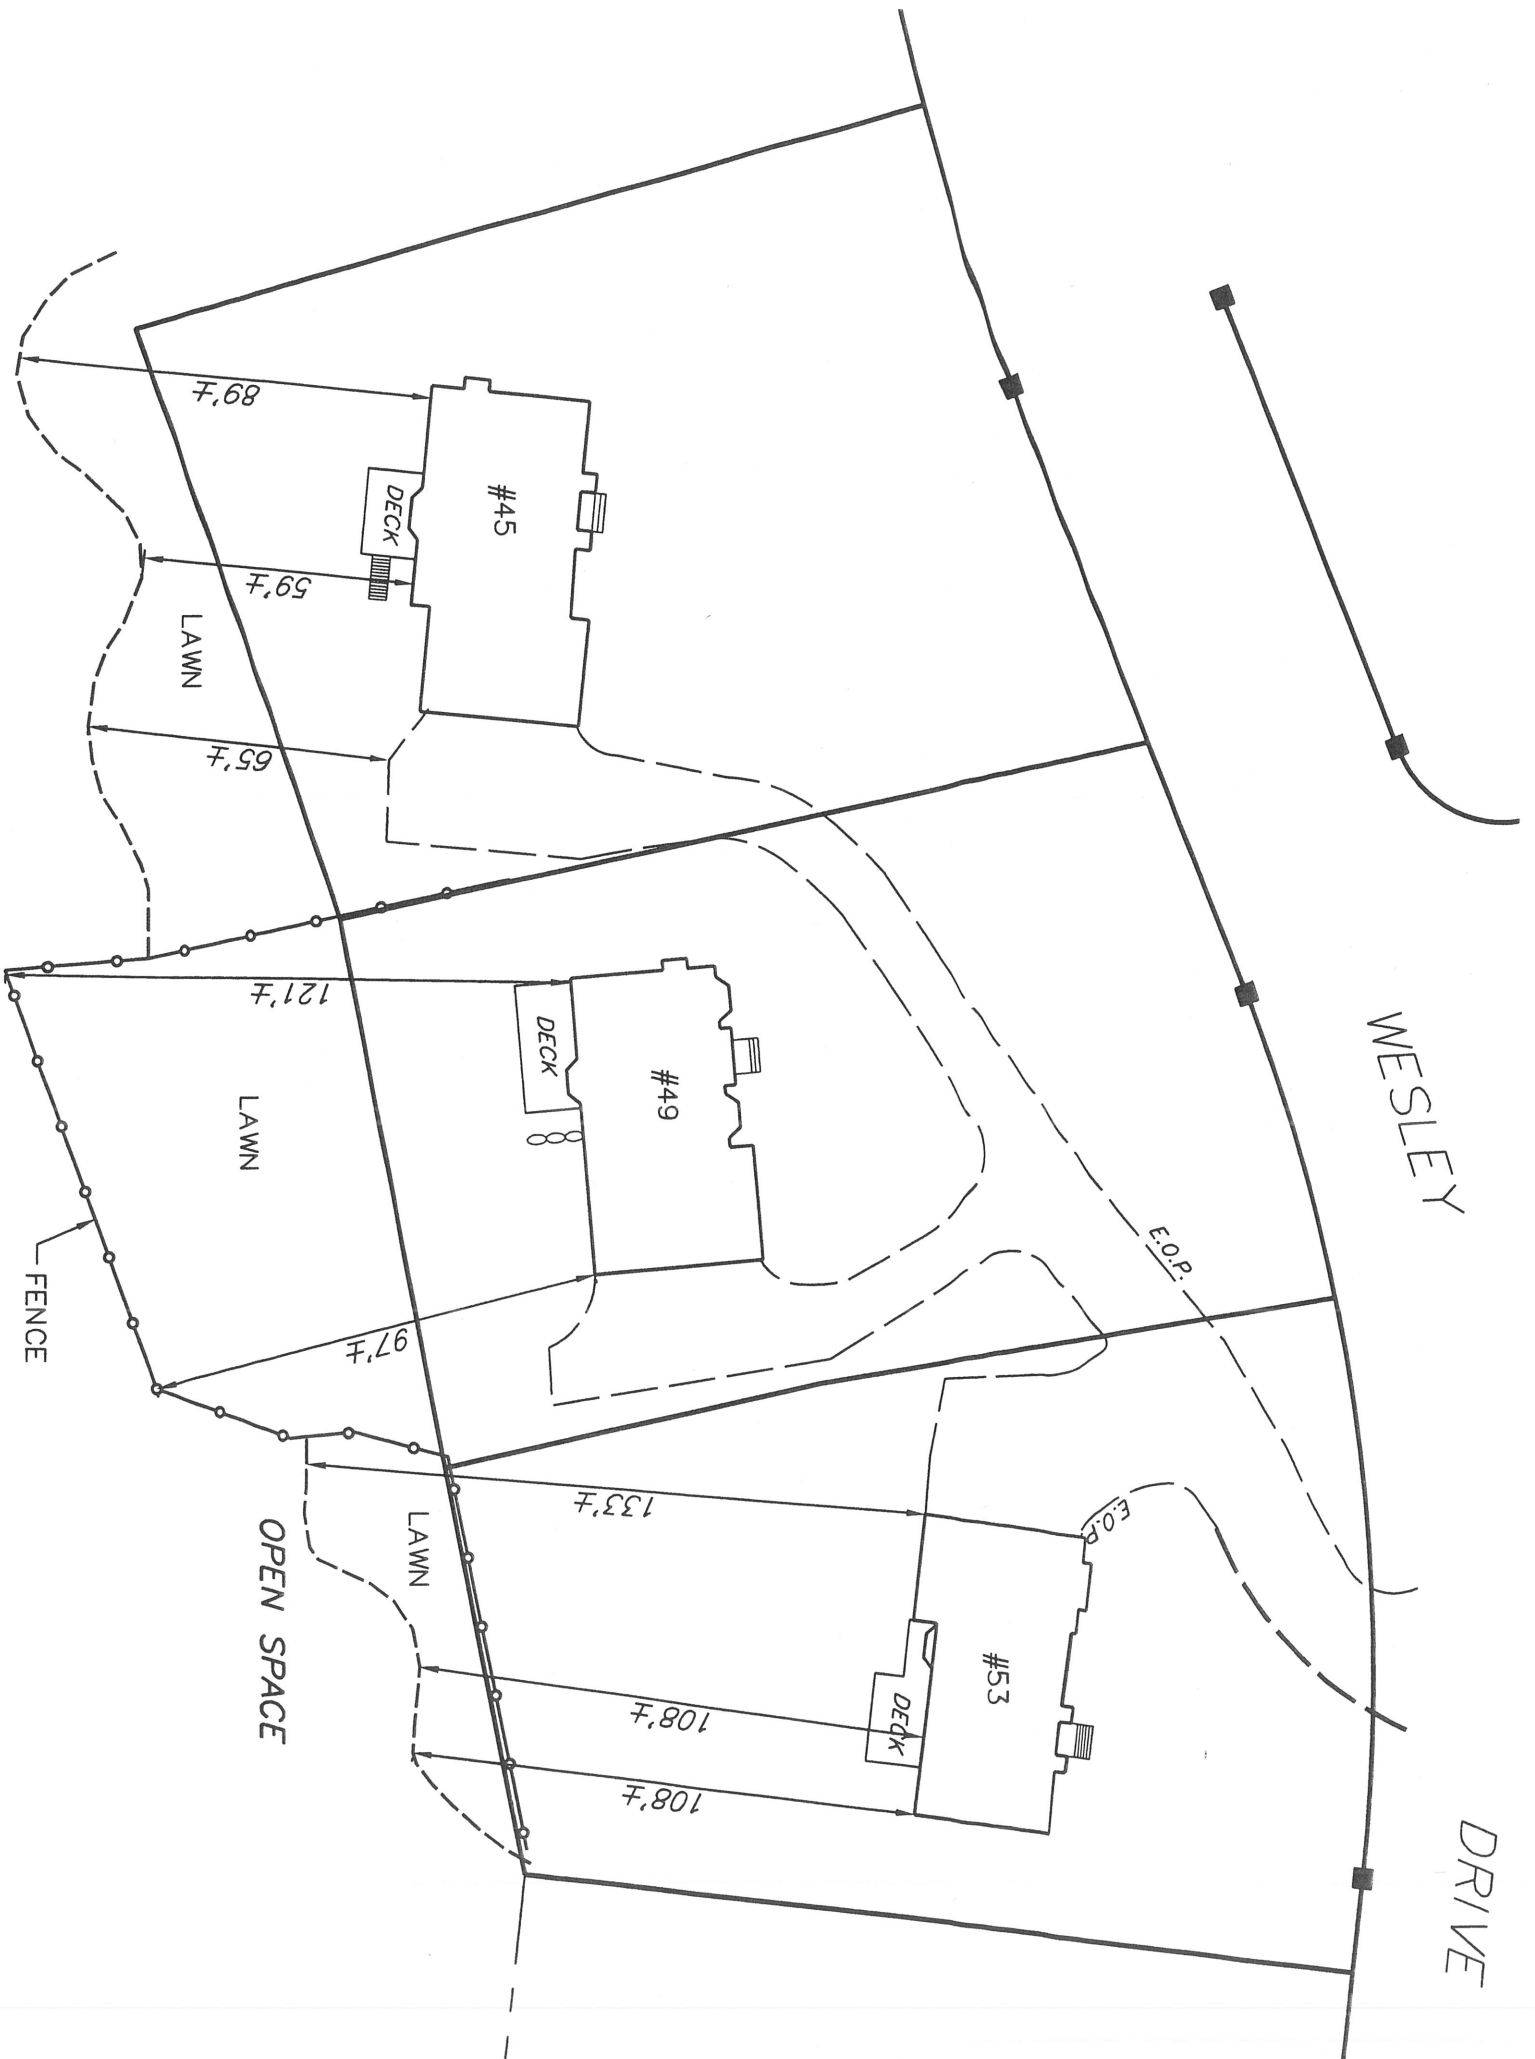 WESLEY DRIVE
E.O.P.
E.O.P.
#45
DECK
89'±
59'±
65'±
LAWN
#49
DECK
121'±
97'±
LAWN
FENCE
#53
DECK
133'±
108'±
108'±
LAWN
OPEN SPACE